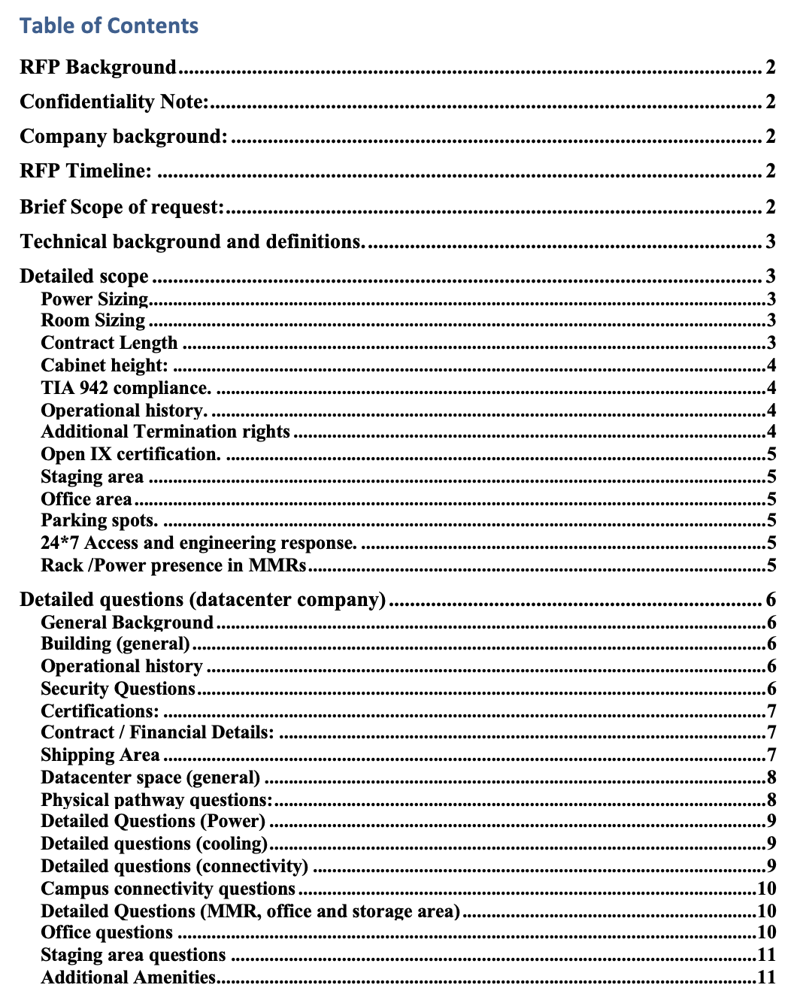 Table of Contents
RFP Background 2
Confidentiality Note: 2
Company background: 2
RFP Timeline: 2
Brief Scope of request: 2
Technical background and definitions. 3
Detailed scope 3
Power Sizing 3
Room Sizing 3
Contract Length 3
Cabinet height: 4
TIA 942 compliance. 4
Operational history. 4
Additional Termination rights 4
Open IX certification. 5
Staging area 5
Office area 5
Parking spots. 5
24*7 Access and engineering response. 5
Rack /Power presence in MMRs 5
Detailed questions (datacenter company) 6
General Background 6
Building (general) 6
Operational history 6
Security Questions 6
Certifications: 7
Contract / Financial Details: 7
Shipping Area 7
Datacenter space (general) 8
Physical pathway questions: 8
Detailed Questions (Power) 9
Detailed questions (cooling) 9
Detailed questions (connectivity) 9
Campus connectivity questions 10
Detailed Questions (MMR, office and storage area) 10
Office questions 10
Staging area questions 11
Additional Amenities 11